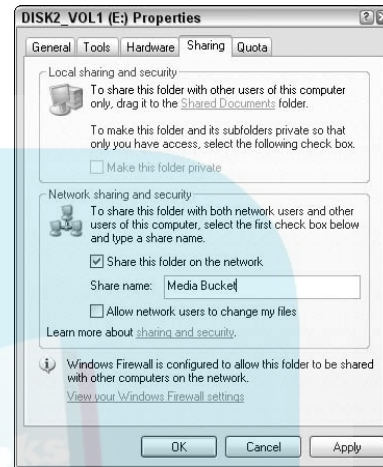 DISK2_VOL1 (E:) Properties
General Tools Hardware Sharing Quota
Local sharing and security
To share this folder with other users of this computer
only, drag it to the Shared Documents folder.
To make this folder and its subfolders private so that
only you have access, select the following check box.
Make this folder private
Network sharing and security
To share this folder with both network users and other
users of this computer, select the first check box below
and type a share name.
Share this folder on the network
Share name: Media Bucket
Allow network users to change my files
Learn more about sharing and security.
Windows Firewall is configured to allow this folder to be shared
with other computers on the network.
View your Windows Firewall settings
OK Cancel Apply